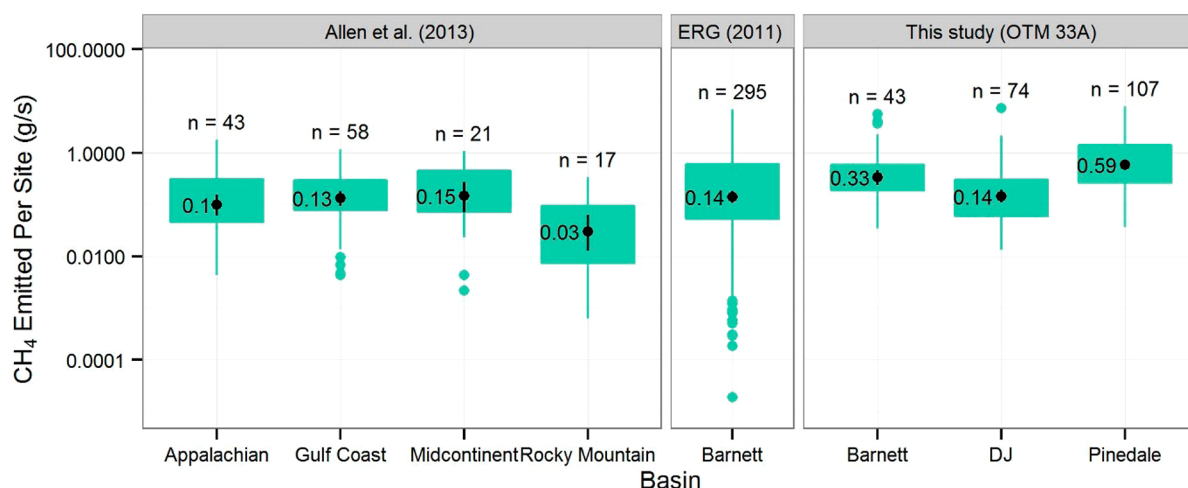 Allen et al. (2013)
ERG (2011)
This study (OTM 33A)
CH₄ Emitted Per Site (g/s)
100.0000
1.0000
0.0100
0.0001
n = 43
n = 58
n = 21
n = 17
n = 295
n = 43
n = 74
n = 107
0.1
0.13
0.15
0.03
0.14
0.33
0.14
0.59
Appalachian
Gulf Coast
Midcontinent
Rocky Mountain
Barnett
Barnett
DJ
Pinedale
Basin